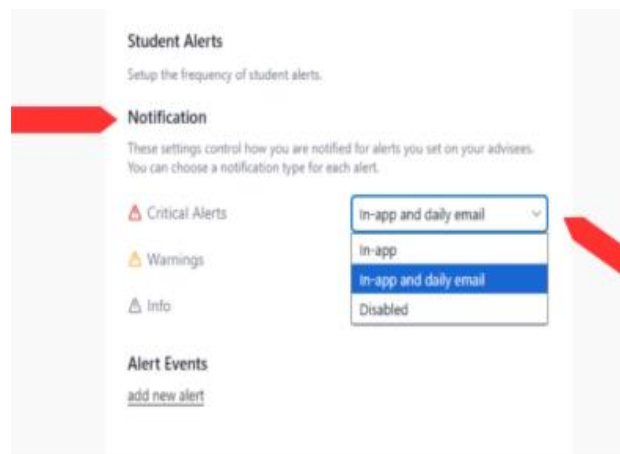 Student Alerts
Setup the frequency of student alerts.
Notification
These settings control how you are notified for alerts you set on your advisees.
You can choose a notification type for each alert.
Critical Alerts
In-app and daily email
In-app
Warnings
In-app and daily email
Info
Disabled
Alert Events
add new alert